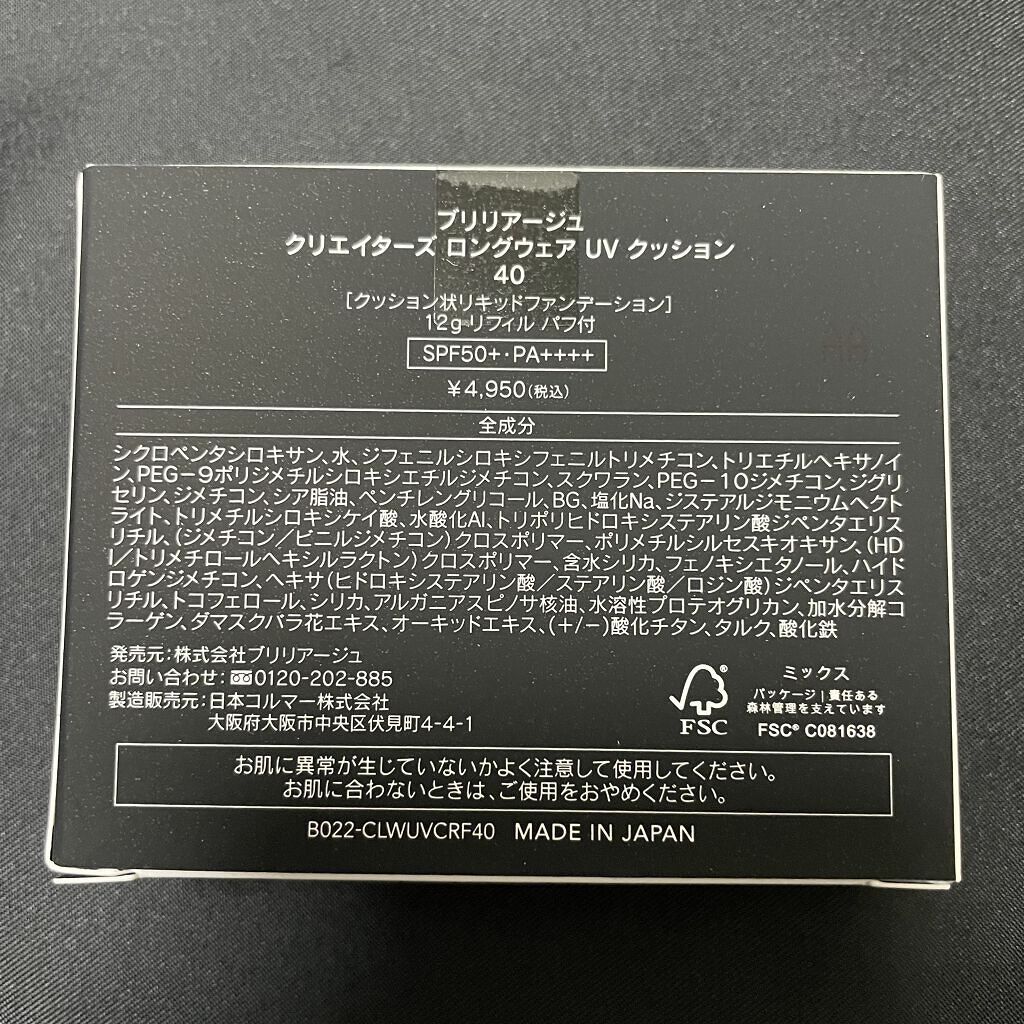 ブリリアージュ
クリエイターズ ロングウェア UV クッション
40
[クッション状リキッドファンデーション]
12g リフィル パフ付
SPF50+・PA++++
¥4,950(税込)
全成分
シクロペンタシロキサン、水、ジフェニルシロキシフェニルトリメチコン、トリエチルヘキサノイ
ン、PEG-9ポリジメチルシロキシエチルジメチコン、スクワラン、PEG-10ジメチコン、ジグリ
セリン、ジメチコン、シア脂油、ペンチレングリコール、BG、塩化Na、ジステアルジモニウムヘクト
ライト、トリメチルシロキシケイ酸、水酸化Al、トリポリヒドロキシステアリン酸ジペンタエリス
リチル、(ジメチコン/ビニルジメチコン)クロスポリマー、ポリメチルシルセスキオキサン、(HD
I/トリメチロールヘキシルラクトン)クロスポリマー、含水シリカ、フェノキシエタノール、ハイド
ロゲンジメチコン、ヘキサ(ヒドロキシステアリン酸/ステアリン酸/ロジン酸)ジペンタエリス
リチル、トコフェロール、シリカ、アルガニアスピノサ核油、水溶性プロテオグリカン、加水分解コ
ラーゲン、ダマスクバラ花エキス、オーキッドエキス、(+/-)酸化チタン、タルク、酸化鉄
発売元:株式会社ブリリアージュ
お問い合わせ:0120-202-885
製造販売元:日本コルマー株式会社
大阪府大阪市中央区伏見町4-4-1
FSC
ミックス
パッケージ|責任ある
森林管理を支えています
FSC® C081638
お肌に異常が生じていないかよく注意して使用してください。
お肌に合わないときは、ご使用をおやめください。
B022-CLWUVCRF40 MADE IN JAPAN